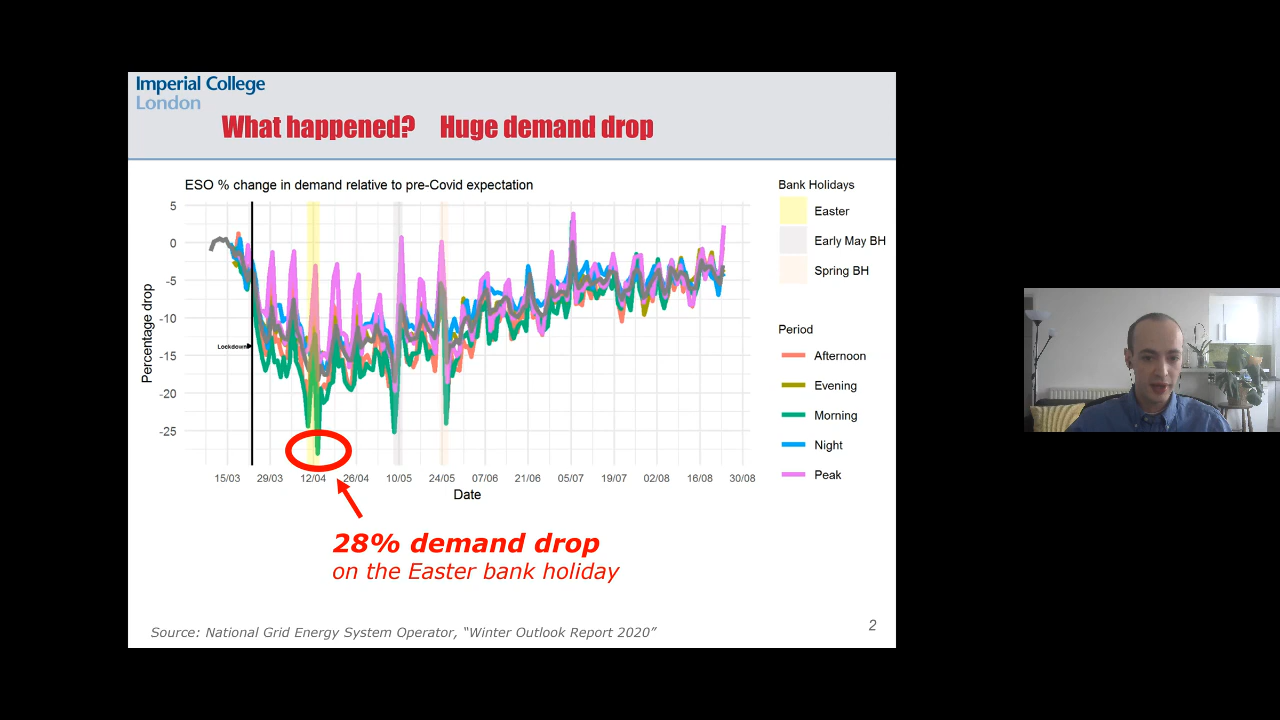 Imperial College
London
What happened? Huge demand drop
ESO % change in demand relative to pre-Covid expectation
Percentage drop
5
0
-5
-10
-15
-20
-25
Lockdown
15/03 29/03 12/04 26/04 10/05 24/05 07/06 21/06 05/07 19/07 02/08 16/08 30/08
Date
Bank Holidays
Easter
Early May BH
Spring BH
Period
Afternoon
Evening
Morning
Night
Peak
28% demand drop
on the Easter bank holiday
Source: National Grid Energy System Operator, “Winter Outlook Report 2020”
2